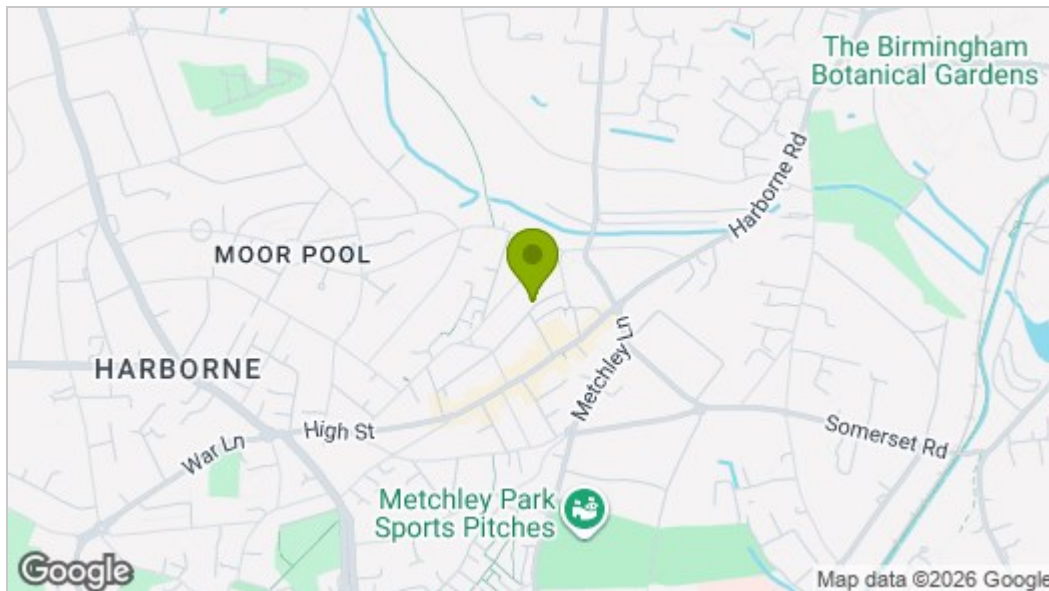 The Birmingham
Botanical Gardens
Harborne Rd
MOOR POOL
Metchley Ln
HARBORNE
High St
War Ln
Somerset Rd
Metchley Park
Sports Pitches
Google
Map data ©2026 Google